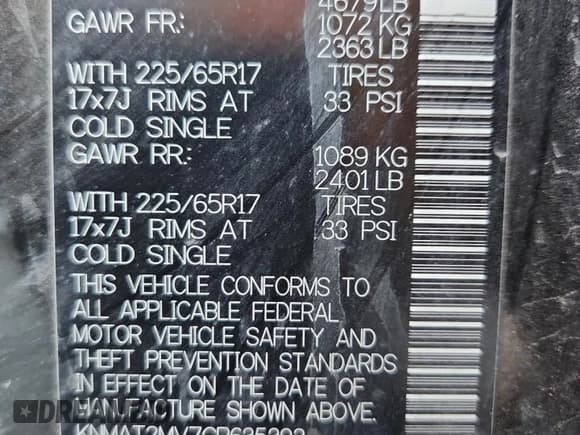 4679 LB
GAWR FR: 1072 KG
2363 LB
WITH 225/65R17 TIRES
17x7J RIMS AT 33 PSI
COLD SINGLE
GAWR RR: 1089 KG
2401 LB
WITH 225/65R17 TIRES
17x7J RIMS AT 33 PSI
COLD SINGLE
THIS VEHICLE CONFORMS TO
ALL APPLICABLE FEDERAL
MOTOR VEHICLE SAFETY AND
THEFT PREVENTION STANDARDS
IN EFFECT ON THE DATE OF
MANUFACTURE SHOWN ABOVE